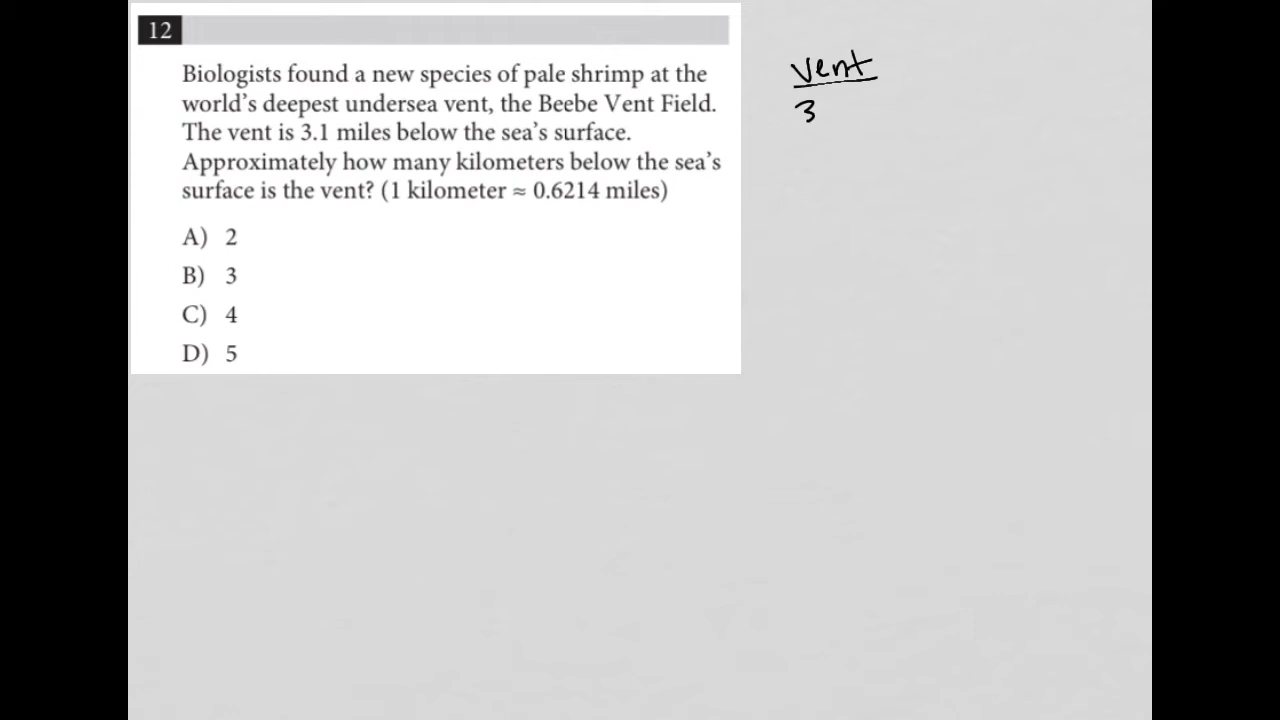 12
Biologists found a new species of pale shrimp at the
world's deepest undersea vent, the Beebe Vent Field.
The vent is 3.1 miles below the sea's surface.
Approximately how many kilometers below the sea's
surface is the vent? (1 kilometer ≈ 0.6214 miles)
A) 2
B) 3
C) 4
D) 5
vent
3